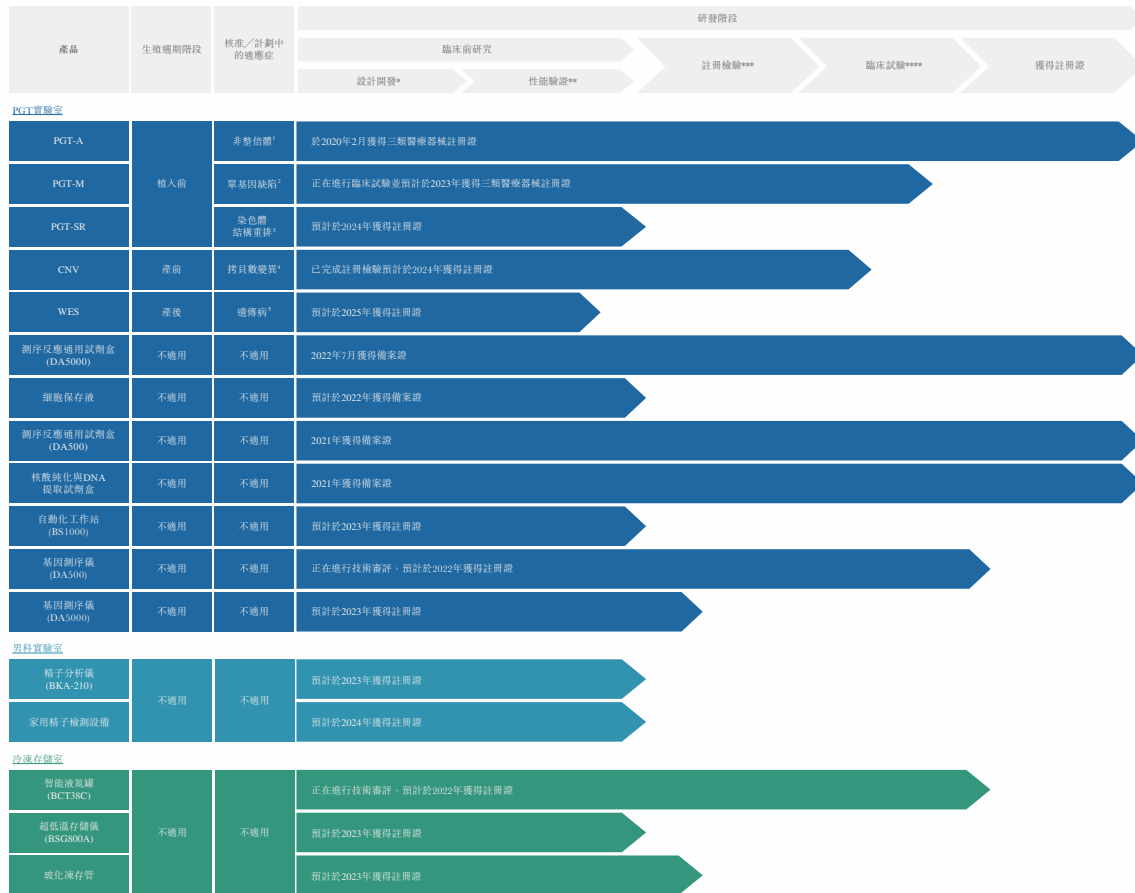 研發階段
產品
生殖週期階段
核准／計劃中
的適應症
臨床前研究
註冊檢驗***
臨床試驗****
獲得註冊證
設計開發*
性能驗證**
PGT實驗室
PGT-A
植入前
非整倍體1
於2020年2月獲得三類醫療器械註冊證
PGT-M
單基因缺陷2
正在進行臨床試驗並預計於2023年獲得三類醫療器械註冊證
PGT-SR
染色體
結構重排3
預計於2024年獲得註冊證
CNV
產前
拷貝數變異4
已完成註冊檢驗預計於2024年獲得註冊證
WES
產後
遺傳病5
預計於2025年獲得註冊證
測序反應通用試劑盒
(DA5000)
不適用
不適用
2022年7月獲得備案證
細胞保存液
不適用
不適用
預計於2022年獲得備案證
測序反應通用試劑盒
(DA500)
不適用
不適用
2021年獲得備案證
核酸純化與DNA
提取試劑盒
不適用
不適用
2021年獲得備案證
自動化工作站
(BS1000)
不適用
不適用
預計於2023年獲得註冊證
基因測序儀
(DA500)
不適用
不適用
正在進行技術審評，預計於2022年獲得註冊證
基因測序儀
(DA5000)
不適用
不適用
預計於2023年獲得註冊證
男科實驗室
精子分析儀
(BKA-210)
不適用
不適用
預計於2023年獲得註冊證
家用精子檢測設備
預計於2024年獲得註冊證
冷凍存儲室
智能液氮罐
(BCT38C)
不適用
不適用
正在進行技術審評，預計於2022年獲得註冊證
超低溫存儲儀
(BSG800A)
預計於2023年獲得註冊證
玻化凍存管
預計於2023年獲得註冊證